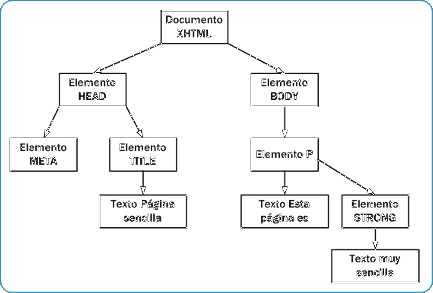 Documento
XHTML
Elemento
HEAD
Elemento
BODY
Elemento
META
Elemento
TITLE
Elemento P
Texto Página
sencilla
Texto Esta
página es
Elemento
STRONG
Texto muy
sencilla